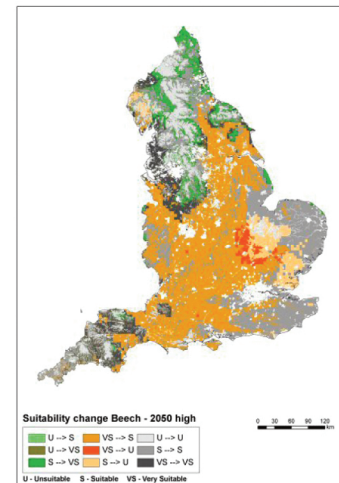 Suitability change Beech - 2050 high
U --> S VS --> S U --> U
U --> VS VS --> U S --> S
S --> VS S --> U VS --> VS
U - Unsuitable S - Suitable VS - Very Suitable
0 30 60 90 120
km